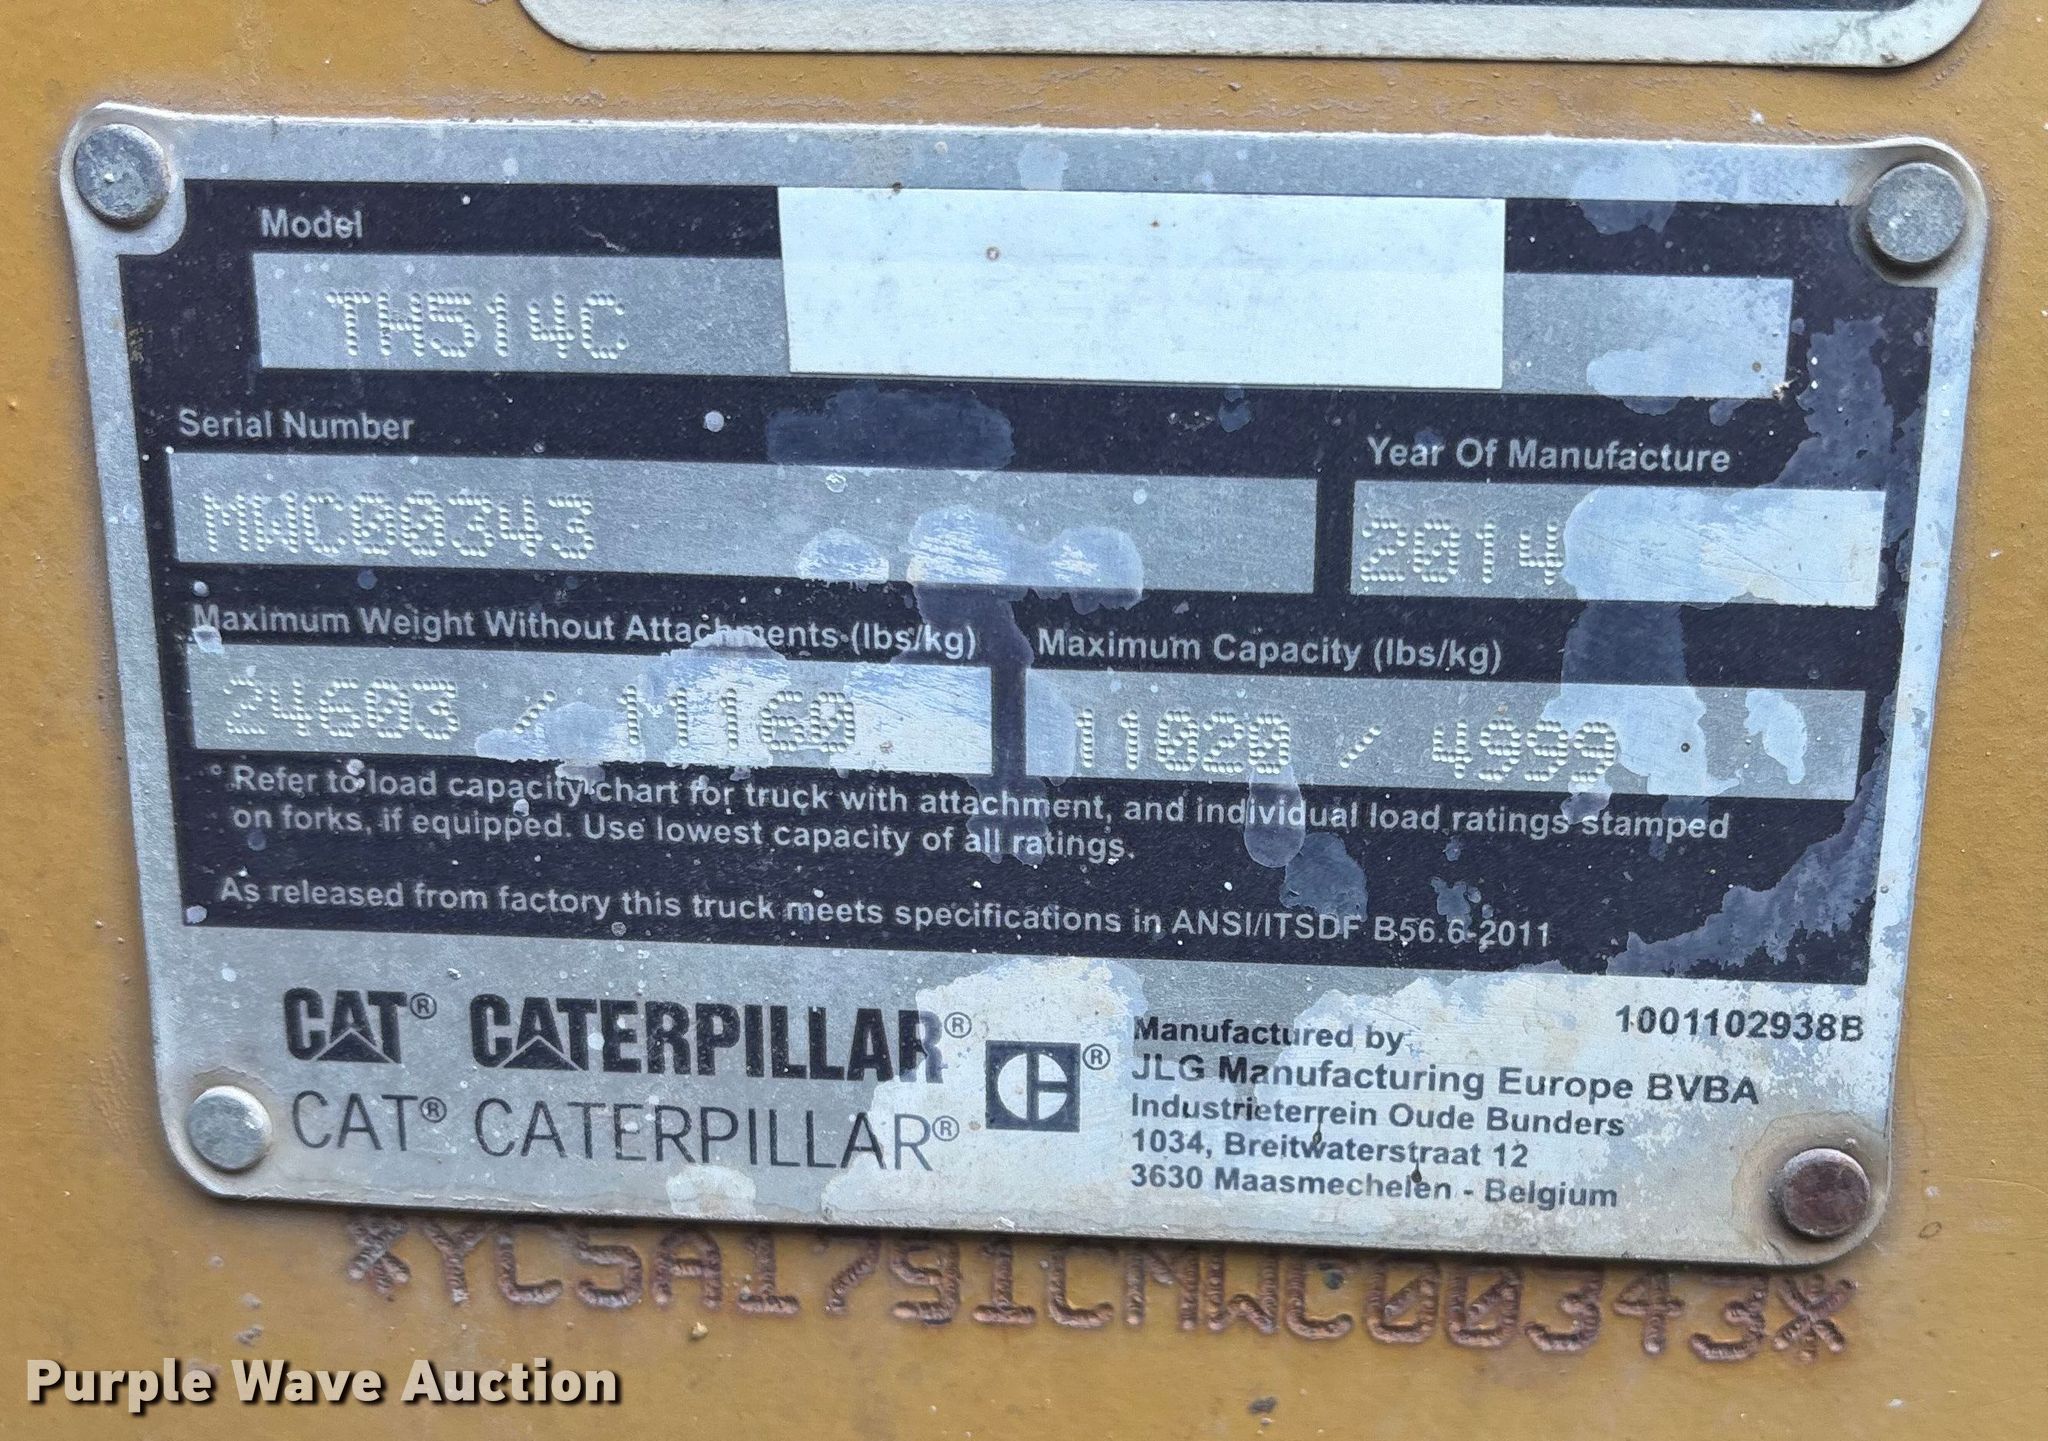 Model
TH514C
Serial Number
MWC00343
Year Of Manufacture
2014
Maximum Weight Without Attachments (lbs/kg)
24603 / 11160
Maximum Capacity (lbs/kg)
11020 / 4999
° Refer to load capacity chart for truck with attachment, and individual load ratings stamped
on forks, if equipped. Use lowest capacity of all ratings.
As released from factory this truck meets specifications in ANSI/ITSDF B56.6-2011
CAT® CATERPILLAR®
CAT® CATERPILLAR®
1001102938B
Manufactured by
JLG Manufacturing Europe BVBA
Industrieterrein Oude Bunders
1034, Breitwaterstraat 12
3630 Maasmechelen - Belgium
*YC5A1791CMWC00343*
Purple Wave Auction